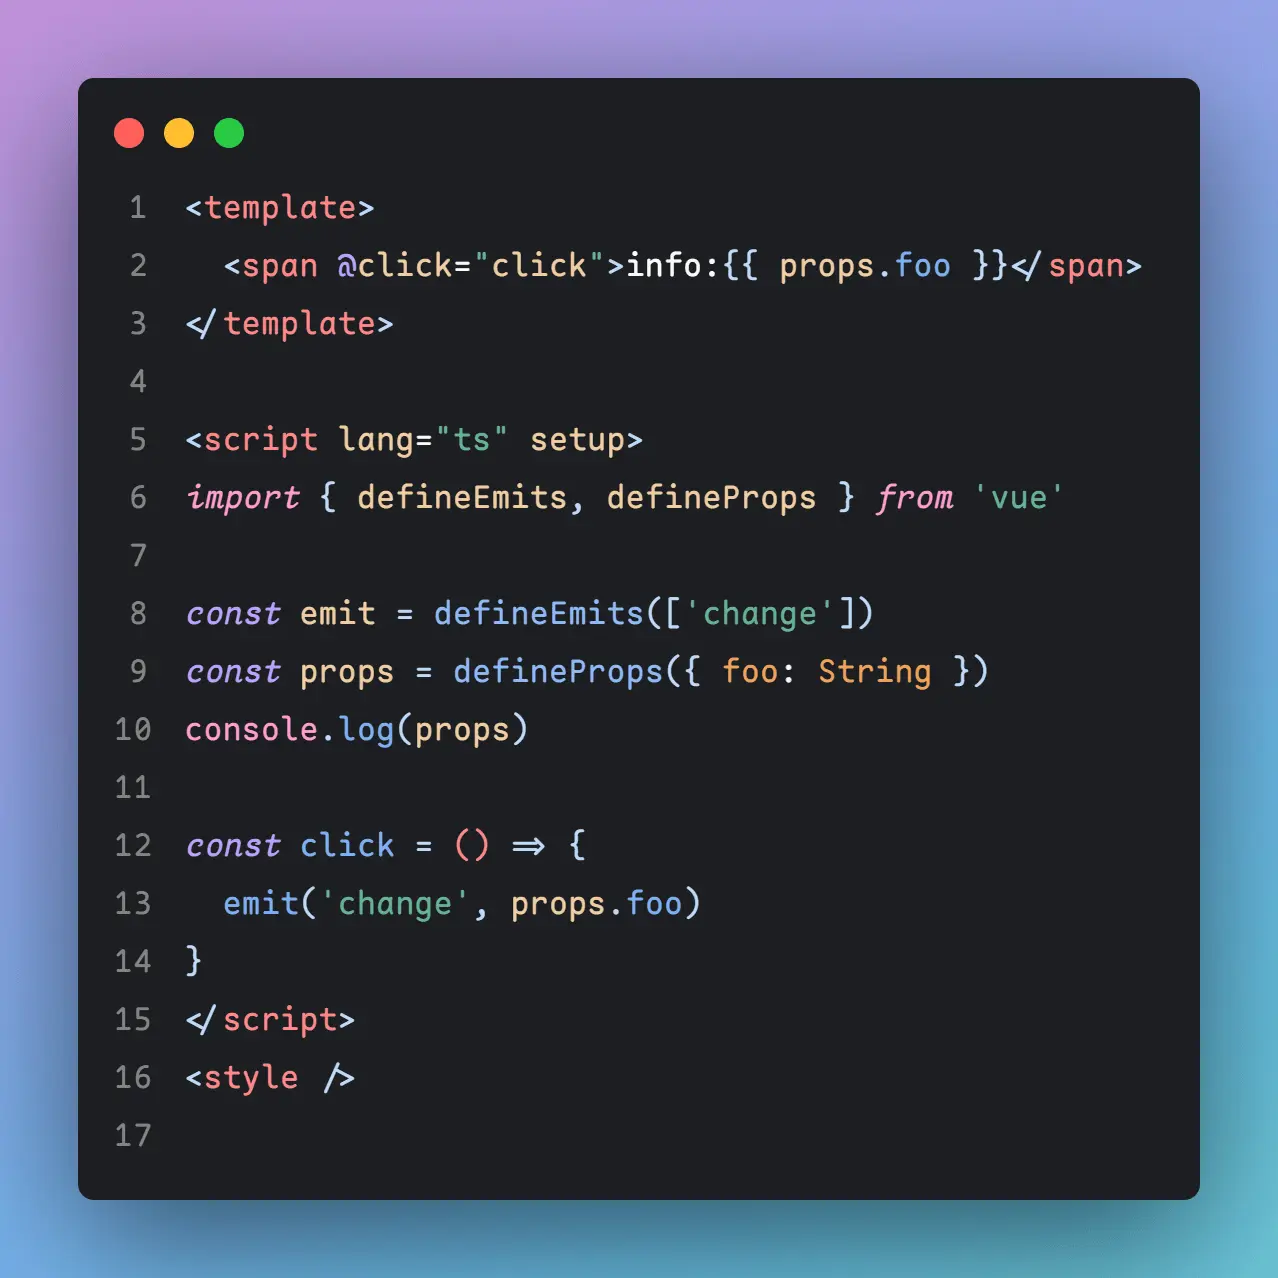 1 <template>
2   <span @click="click">info:{{ props.foo }}</span>
3 </template>
4
5 <script lang="ts" setup>
6 import { defineEmits, defineProps } from 'vue'
7
8 const emit = defineEmits(['change'])
9 const props = defineProps({ foo: String })
10 console.log(props)
11
12 const click = () => {
13   emit('change', props.foo)
14 }
15 </script>
16 <style />
17